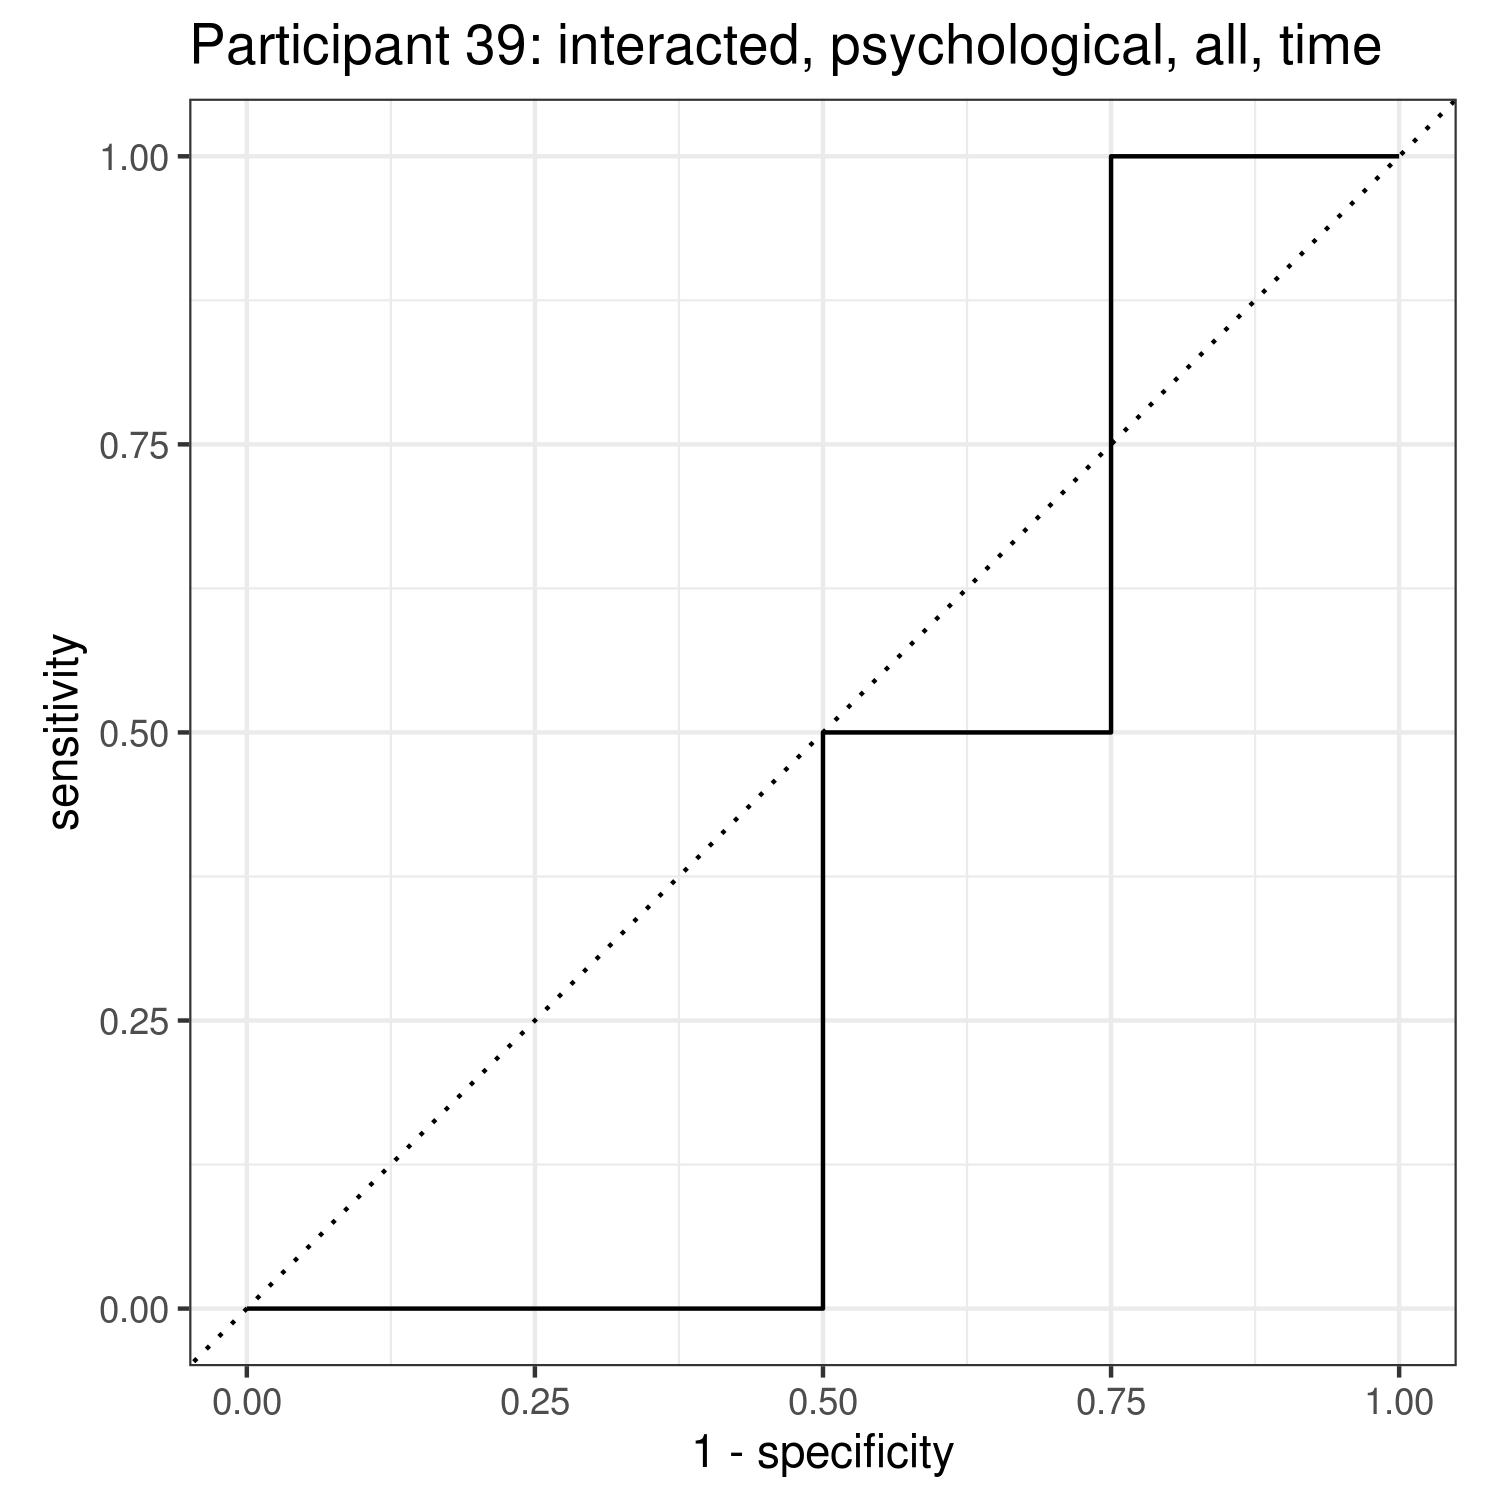 Participant 39: interacted, psychological, all, time
1.00
0.75
0.50
0.25
0.00
sensitivity
0.00 0.25 0.50 0.75 1.00
1 - specificity